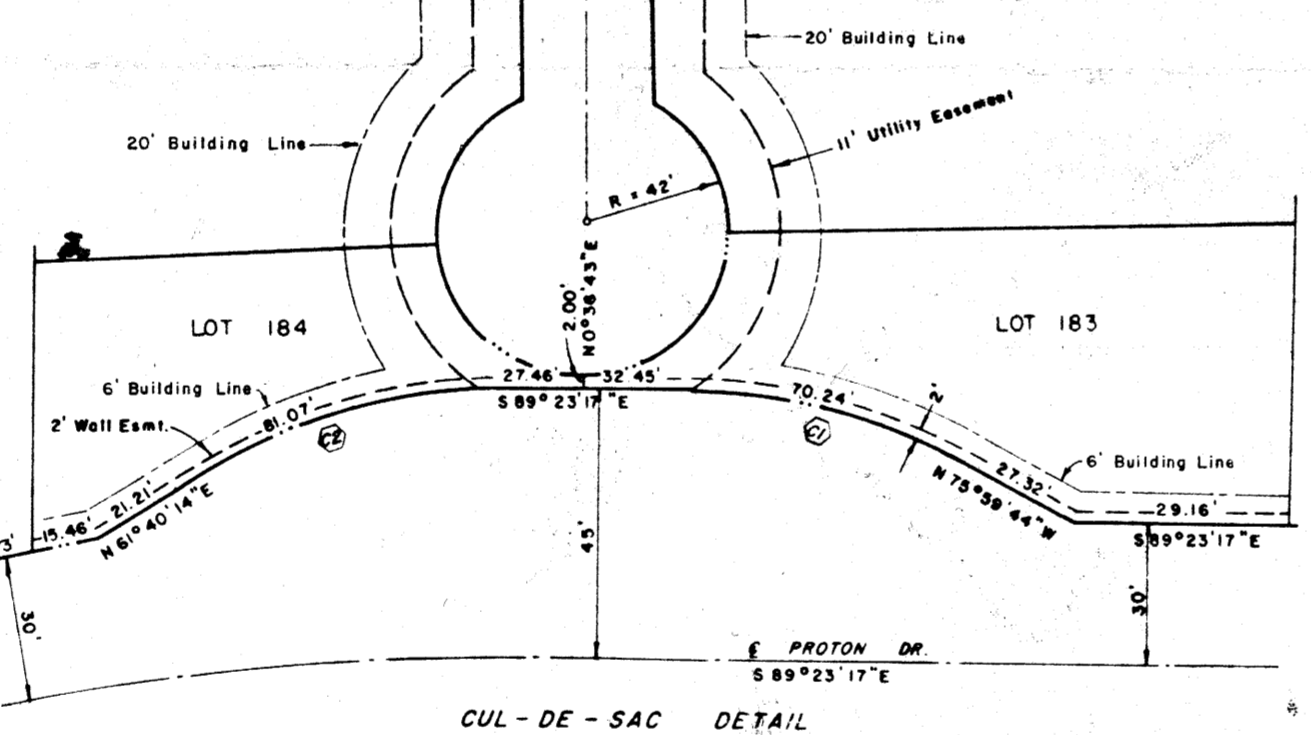 20' Building Line
11' Utility Easement
20' Building Line
R = 42'
N0°36'43"E
2.00'
LOT 184
LOT 183
6' Building Line
2' Wall Esmt.
27.46'
32.45'
S 89° 23' 17" E
81.07'
C2
70.24'
C1
2'
21.21'
N 61° 40' 14" E
15.46'
3'
27.32'
N 75° 59' 44" W
6' Building Line
29.16'
S 89° 23' 17" E
45'
30'
30'
℄ PROTON DR.
S 89° 23' 17" E
CUL - DE - SAC DETAIL